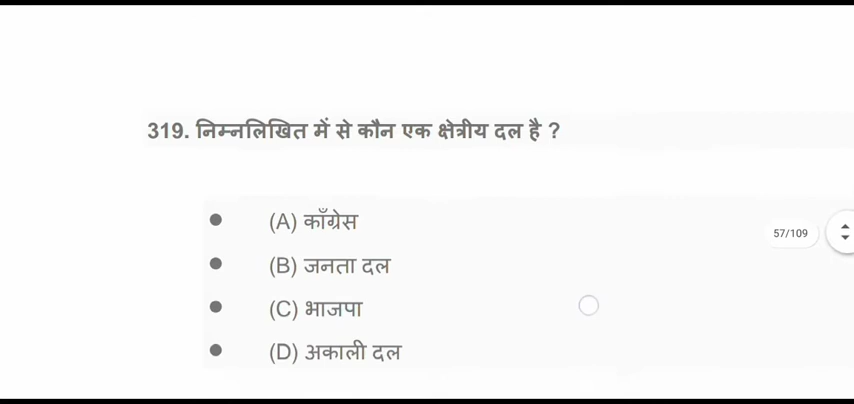 319. निम्नलिखित में से कौन एक क्षेत्रीय दल है ?
(A) काँग्रेस
57/109
(B) जनता दल
(C) भाजपा
(D) अकाली दल